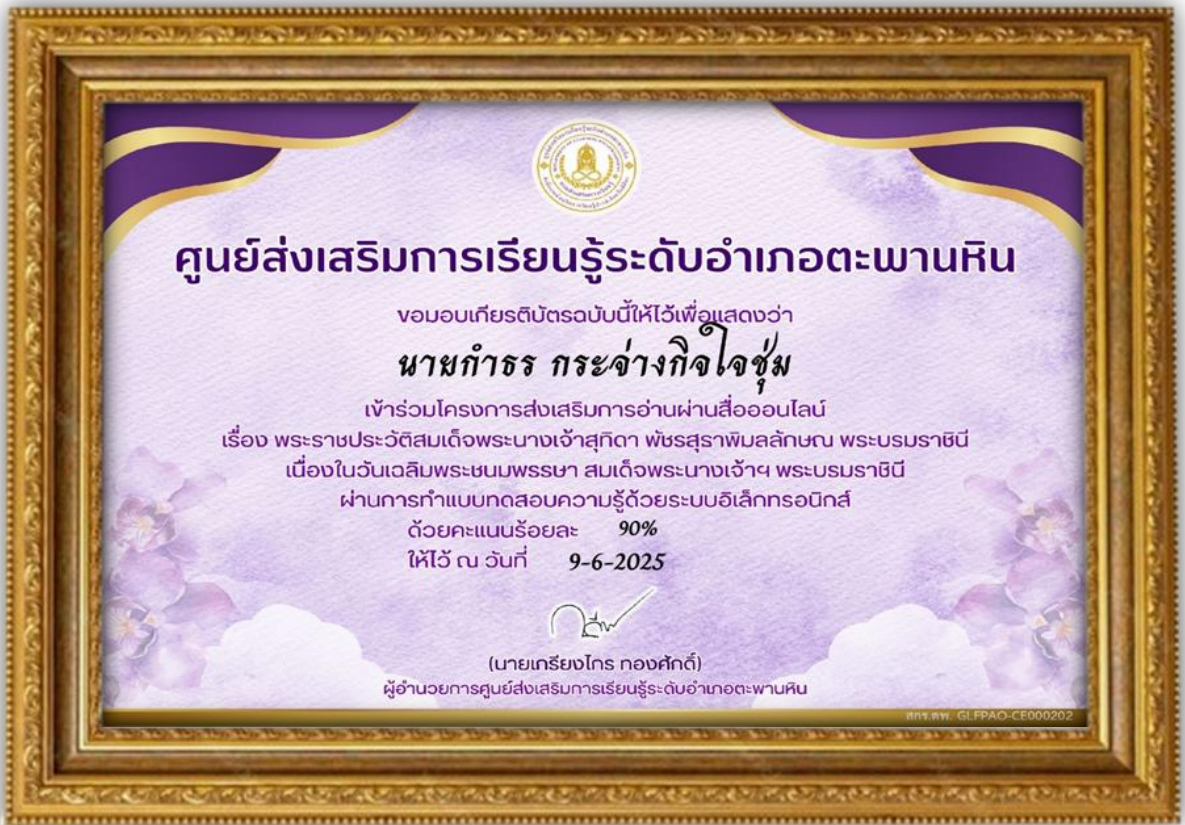 ศูนย์ส่งเสริมการเรียนรู้ระดับอำเภอตะพานหิน
ขอมอบเกียรติบัตรฉบับนี้ให้ไว้เพื่อแสดงว่า
นายกำธร กระจ่างกิจใจชุ่ม
เข้าร่วมโครงการส่งเสริมการอ่านผ่านสื่อออนไลน์
เรื่อง พระราชประวัติสมเด็จพระนางเจ้าสุทิดา พัชรสุธาพิมลลักษณ พระบรมราชินี
เนื่องในวันเฉลิมพระชนมพรรษา สมเด็จพระนางเจ้าฯ พระบรมราชินี
ผ่านการทำแบบทดสอบความรู้ด้วยระบบอิเล็กทรอนิกส์
ด้วยคะแนนร้อยละ 90%
ให้ไว้ ณ วันที่ 9-6-2025
(นายเกรียงไกร ทองศักดิ์)
ผู้อำนวยการศูนย์ส่งเสริมการเรียนรู้ระดับอำเภอตะพานหิน
สกร.ตพ. GLFPAO-CE000202